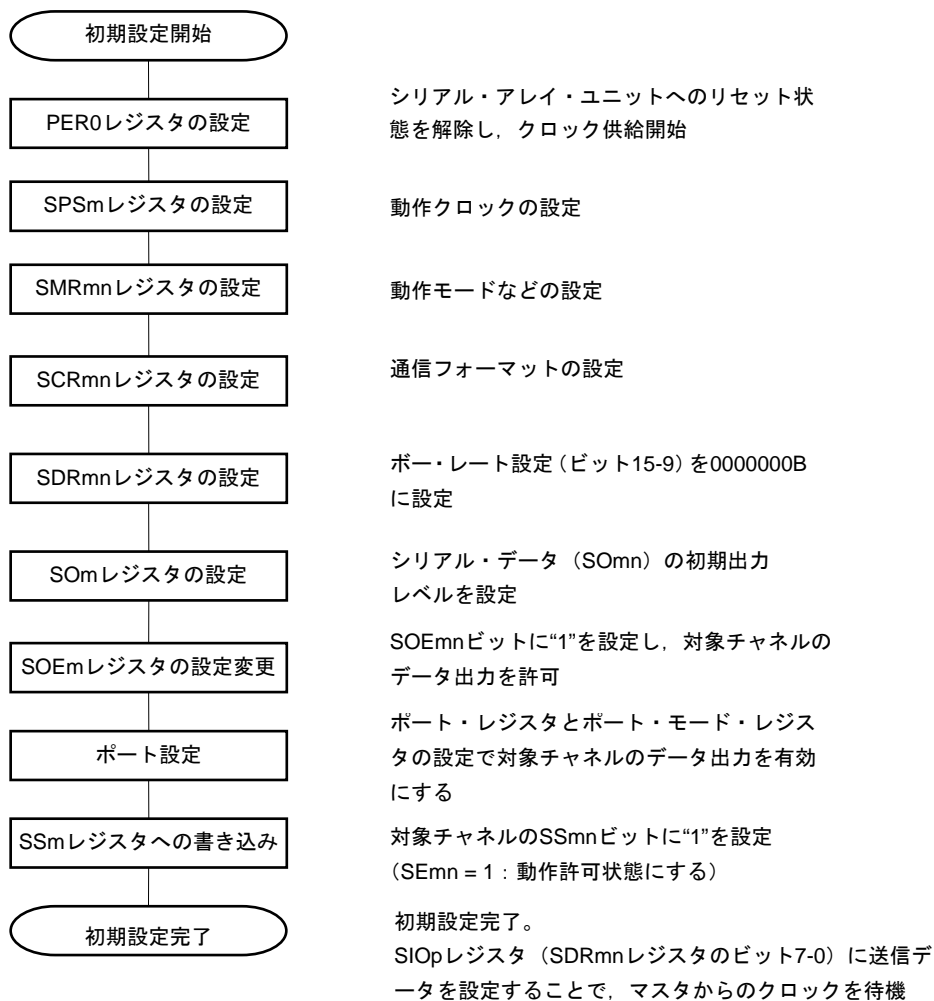 初期設定開始
PER0レジスタの設定
シリアル・アレイ・ユニットへのリセット状
態を解除し，クロック供給開始
SPSmレジスタの設定
動作クロックの設定
SMRmnレジスタの設定
動作モードなどの設定
SCRmnレジスタの設定
通信フォーマットの設定
SDRmnレジスタの設定
ボー・レート設定（ビット15-9）を0000000B
に設定
SOmレジスタの設定
シリアル・データ（SOmn）の初期出力
レベルを設定
SOEmレジスタの設定変更
SOEmnビットに“1”を設定し，対象チャネルの
データ出力を許可
ポート設定
ポート・レジスタとポート・モード・レジス
タの設定で対象チャネルのデータ出力を有効
にする
SSmレジスタへの書き込み
対象チャネルのSSmnビットに“1”を設定
（SEmn = 1：動作許可状態にする）
初期設定完了
初期設定完了。
SIOpレジスタ（SDRmnレジスタのビット7-0）に送信デ
ータを設定することで，マスタからのクロックを待機